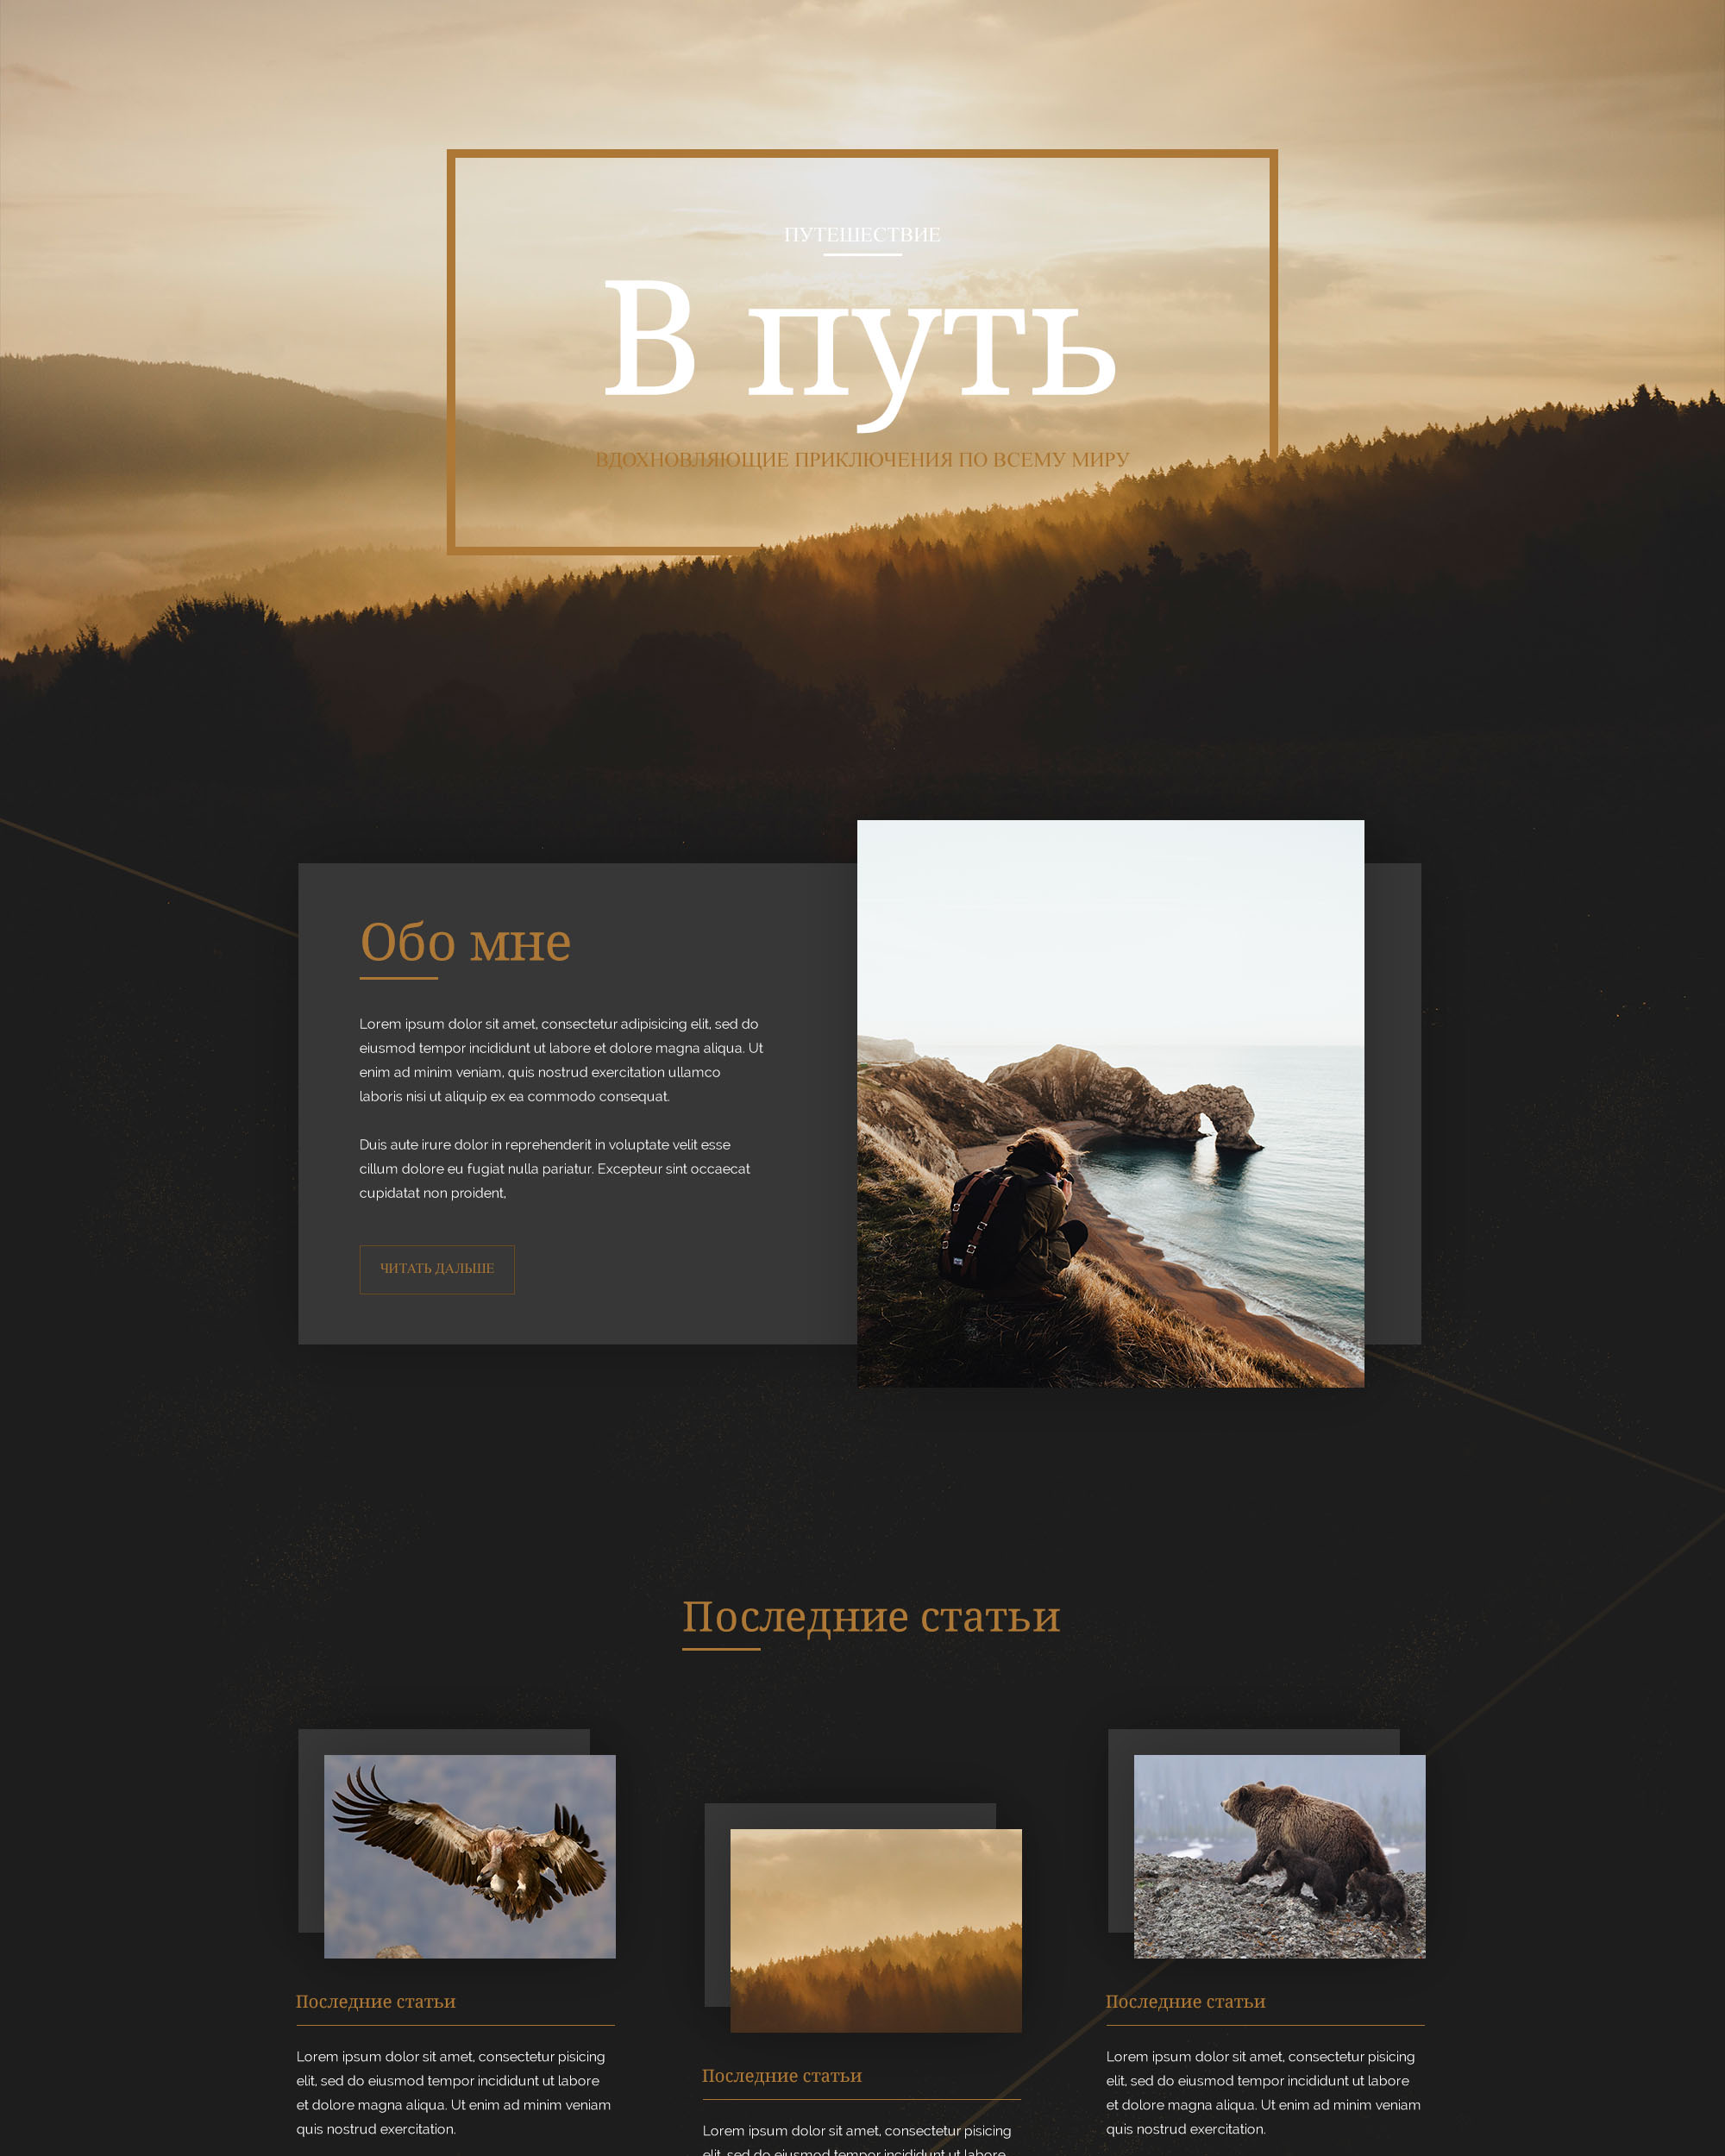 ПУТЕШЕСТВИЕ
В путь
ВДОХНОВЛЯЮЩИЕ ПРИКЛЮЧЕНИЯ ПО ВСЕМУ МИРУ
Обо мне
Lorem ipsum dolor sit amet, consectetur adipisicing elit, sed do
eiusmod tempor incididunt ut labore et dolore magna aliqua. Ut
enim ad minim veniam, quis nostrud exercitation ullamco
laboris nisi ut aliquip ex ea commodo consequat.
Duis aute irure dolor in reprehenderit in voluptate velit esse
cillum dolore eu fugiat nulla pariatur. Excepteur sint occaecat
cupidatat non proident,
ЧИТАТЬ ДАЛЬШЕ
Последние статьи
Последние статьи
Lorem ipsum dolor sit amet, consectetur pisicing
elit, sed do eiusmod tempor incididunt ut labore
et dolore magna aliqua. Ut enim ad minim veniam
quis nostrud exercitation.
Последние статьи
Lorem ipsum dolor sit amet, consectetur pisicing
elit, sed do eiusmod tempor incididunt ut labore
Последние статьи
Lorem ipsum dolor sit amet, consectetur pisicing
elit, sed do eiusmod tempor incididunt ut labore
et dolore magna aliqua. Ut enim ad minim veniam
quis nostrud exercitation.